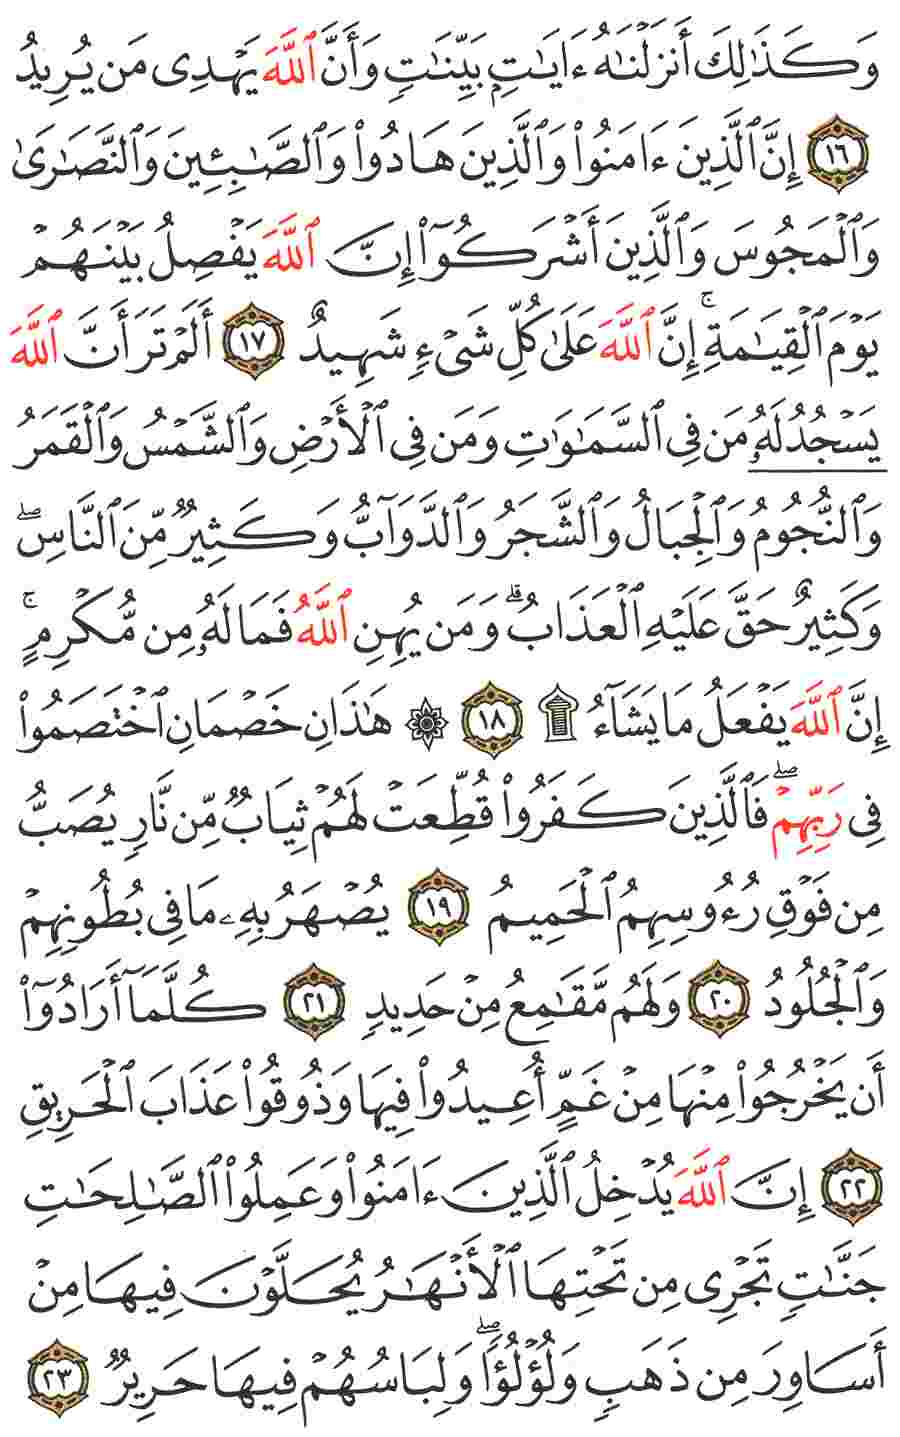 وَكَذَٰلِكَ أَنزَلْنَٰهُ ءَايَٰتٍۭ بَيِّنَٰتٍ وَأَنَّ ٱللَّهَ يَهْدِى مَن يُرِيدُ
١٦ إِنَّ ٱلَّذِينَ ءَامَنُوا۟ وَٱلَّذِينَ هَادُوا۟ وَٱلصَّٰبِـِٔينَ وَٱلنَّصَٰرَىٰ
وَٱلْمَجُوسَ وَٱلَّذِينَ أَشْرَكُوٓا۟ إِنَّ ٱللَّهَ يَفْصِلُ بَيْنَهُمْ
يَوْمَ ٱلْقِيَٰمَةِ ۚ إِنَّ ٱللَّهَ عَلَىٰ كُلِّ شَىْءٍ شَهِيدٌ ١٧ أَلَمْ تَرَ أَنَّ ٱللَّهَ
يَسْجُدُ لَهُۥ مَن فِى ٱلسَّمَٰوَٰتِ وَمَن فِى ٱلْأَرْضِ وَٱلشَّمْسُ وَٱلْقَمَرُ
وَٱلنُّجُومُ وَٱلْجِبَالُ وَٱلشَّجَرُ وَٱلدَّوَآبُّ وَكَثِيرٌ مِّنَ ٱلنَّاسِ ۖ
وَكَثِيرٌ حَقَّ عَلَيْهِ ٱلْعَذَابُ ۗ وَمَن يُهِنِ ٱللَّهُ فَمَا لَهُۥ مِن مُّكْرِمٍ ۚ
إِنَّ ٱللَّهَ يَفْعَلُ مَا يَشَآءُ ۩ ١٨ ۞ هَٰذَانِ خَصْمَانِ ٱخْتَصَمُوا۟
فِى رَبِّهِمْ ۖ فَٱلَّذِينَ كَفَرُوا۟ قُطِّعَتْ لَهُمْ ثِيَابٌ مِّن نَّارٍ يُصَبُّ
مِن فَوْقِ رُءُوسِهِمُ ٱلْحَمِيمُ ١٩ يُصْهَرُ بِهِۦ مَا فِى بُطُونِهِمْ
وَٱلْجُلُودُ ٢٠ وَلَهُم مَّقَٰمِعُ مِنْ حَدِيدٍ ٢١ كُلَّمَآ أَرَادُوٓا۟
أَن يَخْرُجُوا۟ مِنْهَا مِنْ غَمٍّ أُعِيدُوا۟ فِيهَا وَذُوقُوا۟ عَذَابَ ٱلْحَرِيقِ
٢٢ إِنَّ ٱللَّهَ يُدْخِلُ ٱلَّذِينَ ءَامَنُوا۟ وَعَمِلُوا۟ ٱلصَّٰلِحَٰتِ
جَنَّٰتٍ تَجْرِى مِن تَحْتِهَا ٱلْأَنْهَٰرُ يُحَلَّوْنَ فِيهَا مِنْ
أَسَاوِرَ مِن ذَهَبٍ وَلُؤْلُؤًا ۖ وَلِبَاسُهُمْ فِيهَا حَرِيرٌ ٢٣